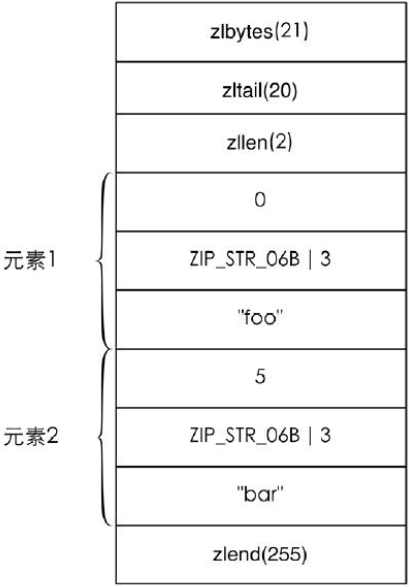 zlbytes(21)
zltail(20)
zllen(2)
0
元素1
ZIP_STR_06B | 3
"foo"
5
元素2
ZIP_STR_06B | 3
"bar"
zlend(255)